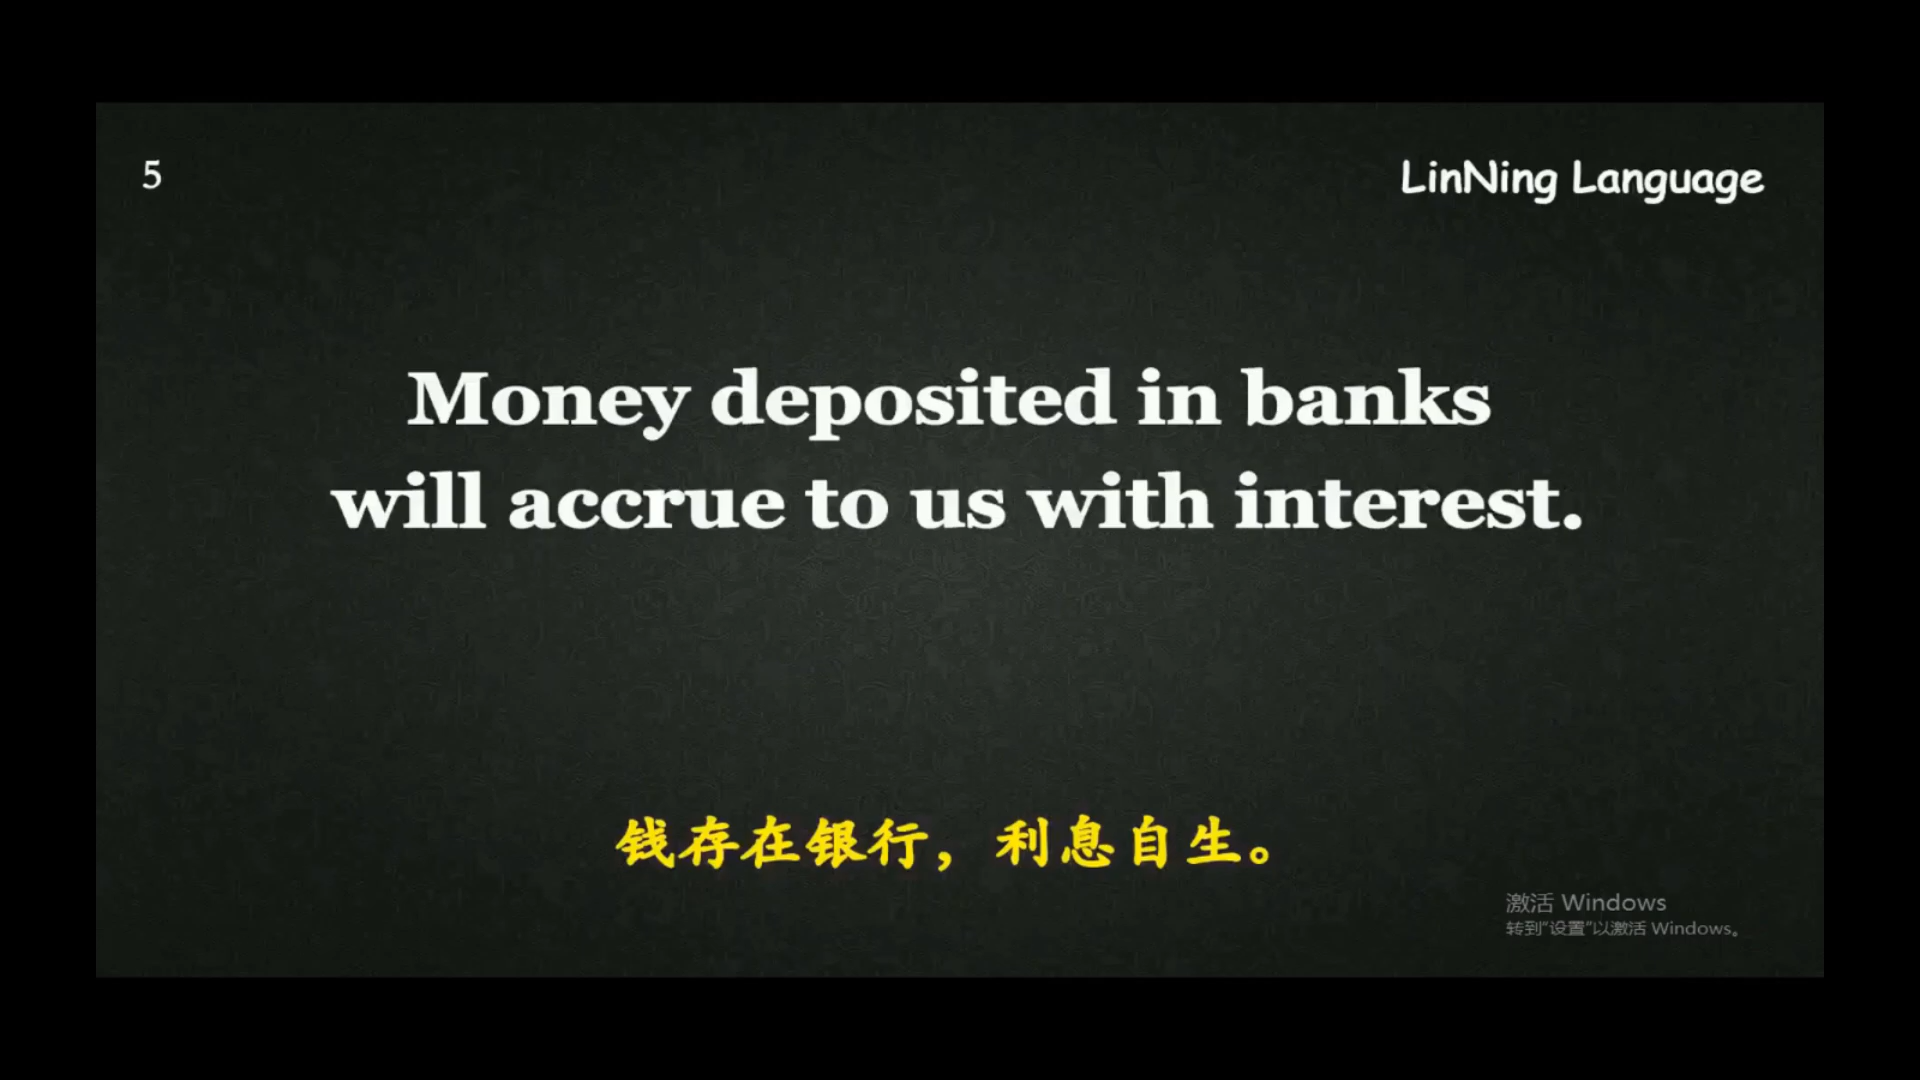 5
LinNing Language
Money deposited in banks
will accrue to us with interest.
钱存在银行，利息自生。
激活 Windows
转到“设置”以激活 Windows。